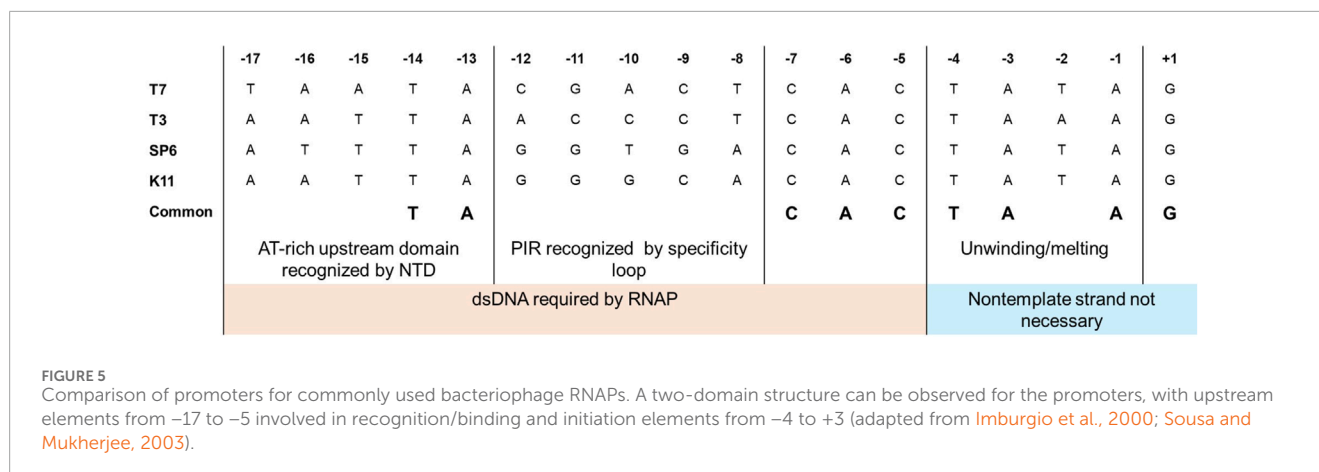 -17 -16 -15 -14 -13 -12 -11 -10 -9 -8 -7 -6 -5 -4 -3 -2 -1 +1
T7 T A A T A C G A C T C A C T A T A G
T3 A A T T A A C C C T C A C T A A A G
SP6 A T T T A G G T G A C A C T A T A G
K11 A A T T A G G G C A C A C T A T A G
Common T A C A C T A A G
AT-rich upstream domain
recognized by NTD
PIR recognized by specificity
loop
Unwinding/melting
dsDNA required by RNAP
Nontemplate strand not
necessary
FIGURE 5
Comparison of promoters for commonly used bacteriophage RNAPs. A two-domain structure can be observed for the promoters, with upstream
elements from −17 to −5 involved in recognition/binding and initiation elements from −4 to +3 (adapted from Imburgio et al., 2000; Sousa and
Mukherjee, 2003).